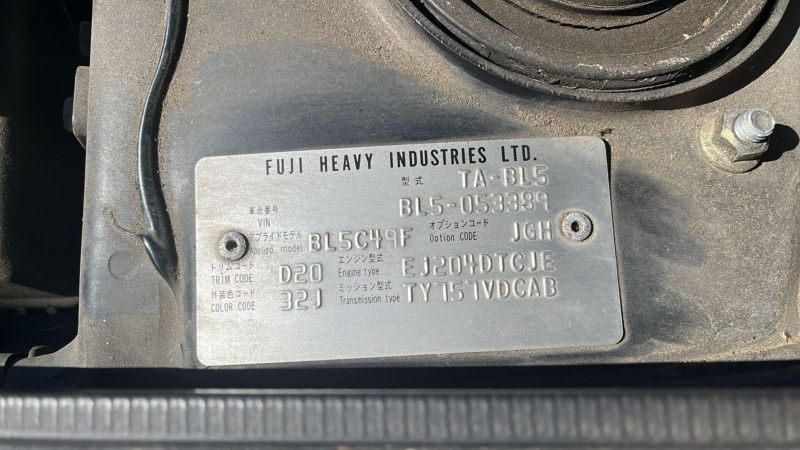 FUJI HEAVY INDUSTRIES LTD.
型式 TA-BL5
車台番号 BL5-053389
VIN
アプライドモデル Applied model BL5C49F オプションコード Option CODE JGH
トリムコード TRIM CODE D20 エンジン型式 Engine type EJ204DTCJE
外装色コード COLOR CODE 32J ミッション型式 Transmission type TY757VDCAB